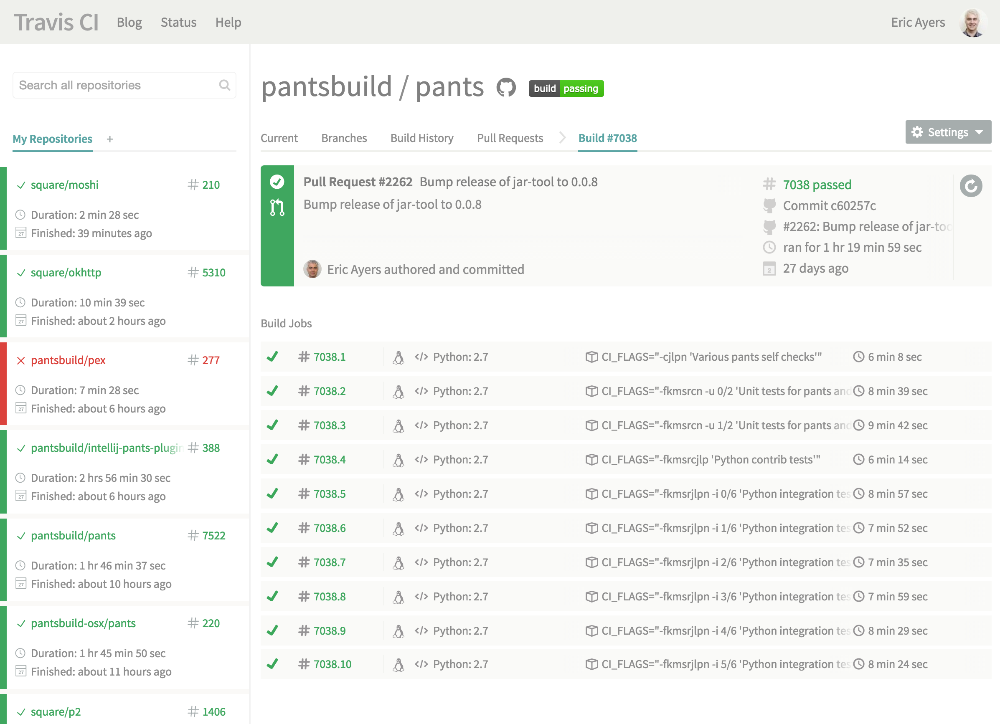 Travis CI Blog Status Help Eric Ayers
Search all repositories
My Repositories +
square/moshi # 210
Duration: 2 min 28 sec
27 Finished: 39 minutes ago
square/okhttp # 5310
Duration: 10 min 39 sec
27 Finished: about 2 hours ago
pantsbuild/pex # 277
Duration: 7 min 28 sec
27 Finished: about 6 hours ago
pantsbuild/intellij-pants-plugin # 388
Duration: 2 hrs 56 min 30 sec
27 Finished: about 6 hours ago
pantsbuild/pants # 7522
Duration: 1 hr 46 min 37 sec
27 Finished: about 10 hours ago
pantsbuild-osx/pants # 220
Duration: 1 hr 45 min 50 sec
27 Finished: about 11 hours ago
square/p2 # 1406
pantsbuild / pants build passing
Current Branches Build History Pull Requests Build #7038 Settings
Pull Request #2262 Bump release of jar-tool to 0.0.8
Bump release of jar-tool to 0.0.8
Eric Ayers authored and committed
# 7038 passed
Commit c60257c
#2262: Bump release of jar-too
ran for 1 hr 19 min 59 sec
2 27 days ago
Build Jobs
# 7038.1 </> Python: 2.7 CI_FLAGS="-cjlpn 'Various pants self checks'" 6 min 8 sec
# 7038.2 </> Python: 2.7 CI_FLAGS="-fkmsrcn -u 0/2 'Unit tests for pants and 8 min 39 sec
# 7038.3 </> Python: 2.7 CI_FLAGS="-fkmsrcn -u 1/2 'Unit tests for pants and 9 min 42 sec
# 7038.4 </> Python: 2.7 CI_FLAGS="-fkmsrcjlp 'Python contrib tests'" 6 min 14 sec
# 7038.5 </> Python: 2.7 CI_FLAGS="-fkmsrjlpn -i 0/6 'Python integration tes 8 min 57 sec
# 7038.6 </> Python: 2.7 CI_FLAGS="-fkmsrjlpn -i 1/6 'Python integration tes 7 min 52 sec
# 7038.7 </> Python: 2.7 CI_FLAGS="-fkmsrjlpn -i 2/6 'Python integration tes 7 min 35 sec
# 7038.8 </> Python: 2.7 CI_FLAGS="-fkmsrjlpn -i 3/6 'Python integration tes 7 min 59 sec
# 7038.9 </> Python: 2.7 CI_FLAGS="-fkmsrjlpn -i 4/6 'Python integration tes 8 min 29 sec
# 7038.10 </> Python: 2.7 CI_FLAGS="-fkmsrjlpn -i 5/6 'Python integration tes 8 min 24 sec